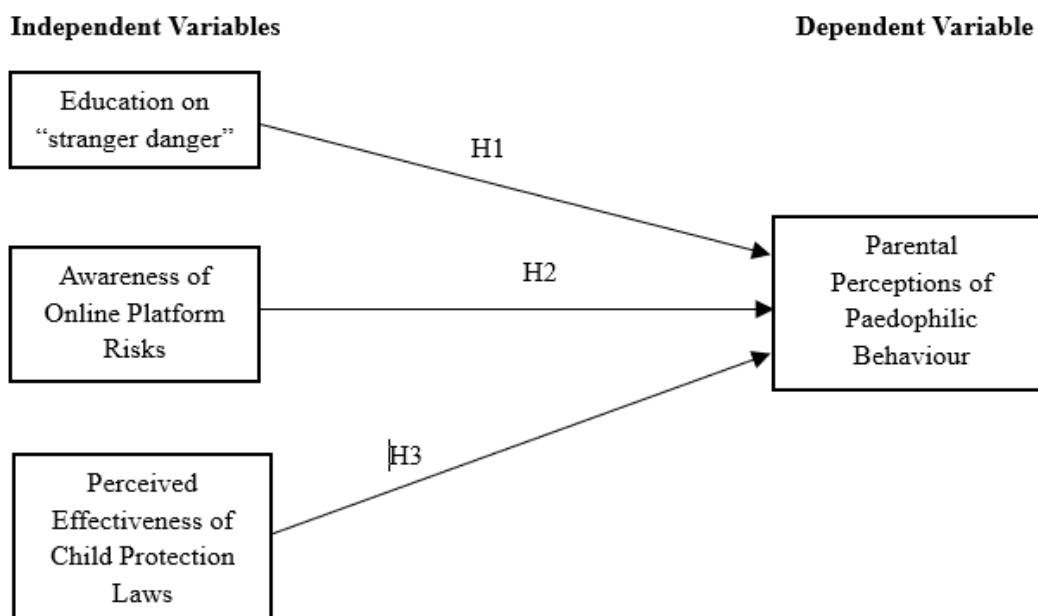 Independent Variables
Dependent Variable
Education on
“stranger danger”
H1
Awareness of
Online Platform
Risks
H2
Parental
Perceptions of
Paedophilic
Behaviour
H3
Perceived
Effectiveness of
Child Protection
Laws